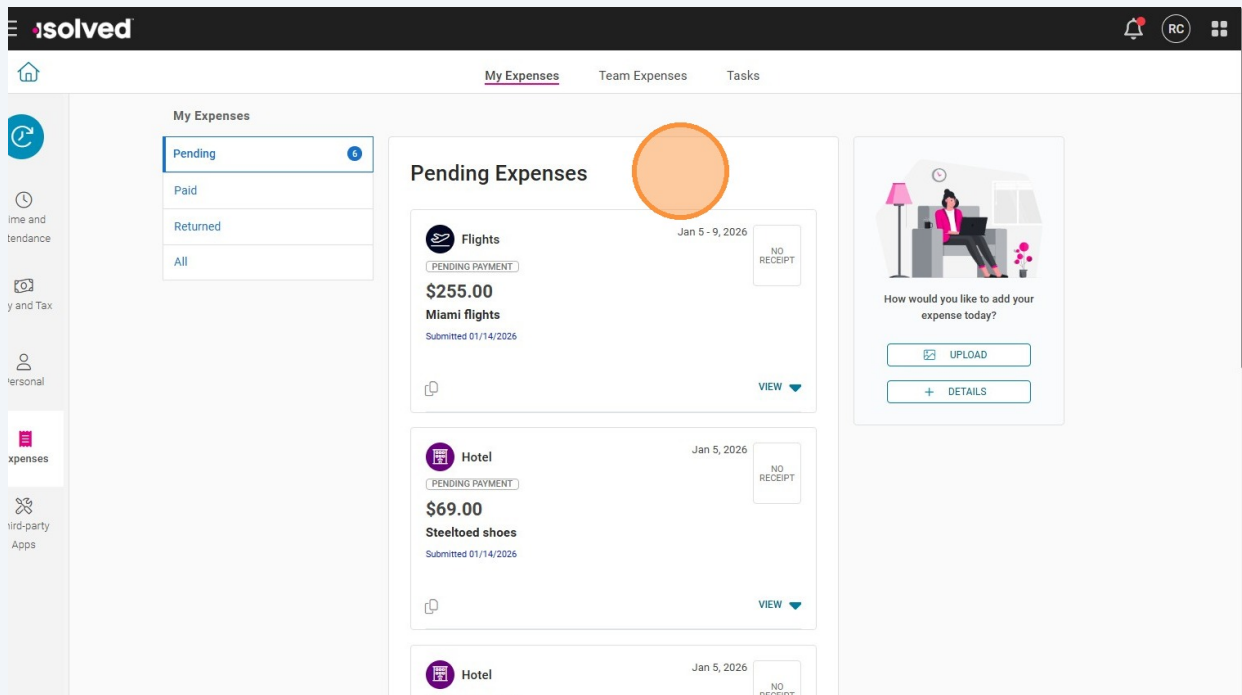 isolved
RC
My Expenses Team Expenses Tasks
My Expenses
Pending 6
Paid
Returned
All
ime and
tendance
y and Tax
ersonal
xpenses
ird-party
Apps
Pending Expenses
Flights
Jan 5 - 9, 2026
NO
RECEIPT
PENDING PAYMENT
$255.00
Miami flights
Submitted 01/14/2026
VIEW
Hotel
Jan 5, 2026
NO
RECEIPT
PENDING PAYMENT
$69.00
Steeltoed shoes
Submitted 01/14/2026
VIEW
Hotel
Jan 5, 2026
NO
RECEIPT
How would you like to add your
expense today?
UPLOAD
+ DETAILS